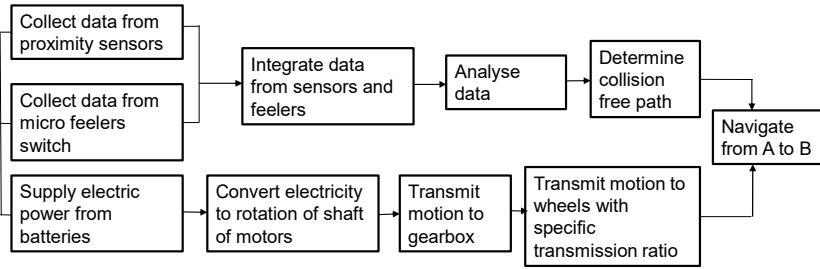 Collect data from
proximity sensors
Collect data from
micro feelers
switch
Integrate data
from sensors and
feelers
Analyse
data
Determine
collision
free path
Navigate
from A to B
Supply electric
power from
batteries
Convert electricity
to rotation of shaft
of motors
Transmit
motion to
gearbox
Transmit motion to
wheels with
specific
transmission ratio